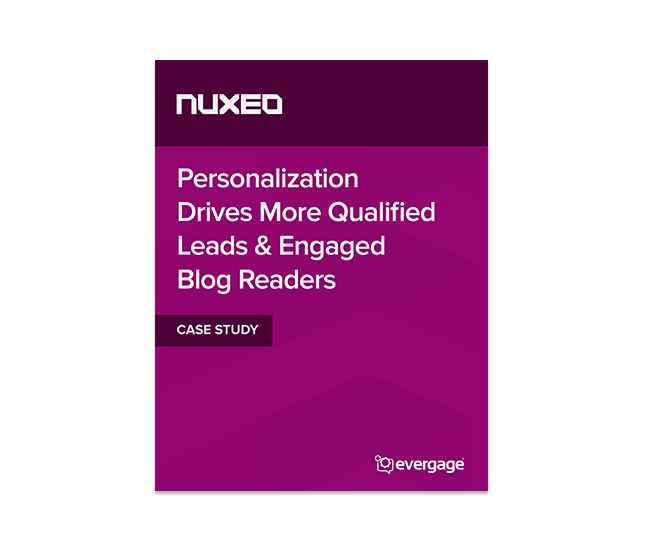 NUXEO
Personalization
Drives More Qualified
Leads & Engaged
Blog Readers
CASE STUDY
evergage